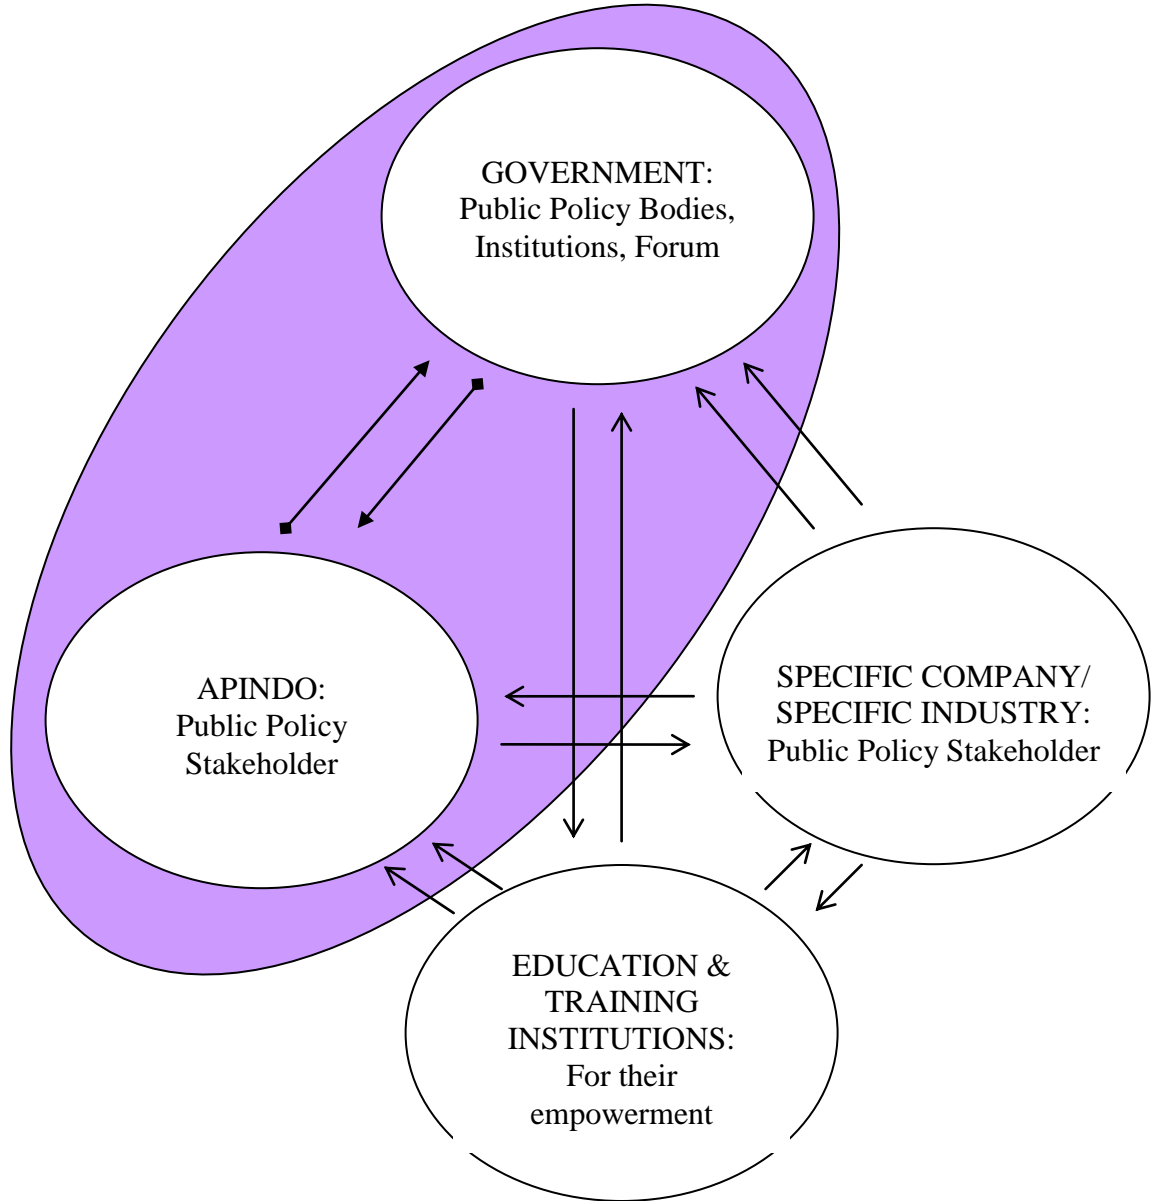 GOVERNMENT:
Public Policy Bodies,
Institutions, Forum
APINDO:
Public Policy
Stakeholder
SPECIFIC COMPANY/
SPECIFIC INDUSTRY:
Public Policy Stakeholder
EDUCATION &
TRAINING
INSTITUTIONS:
For their
empowerment